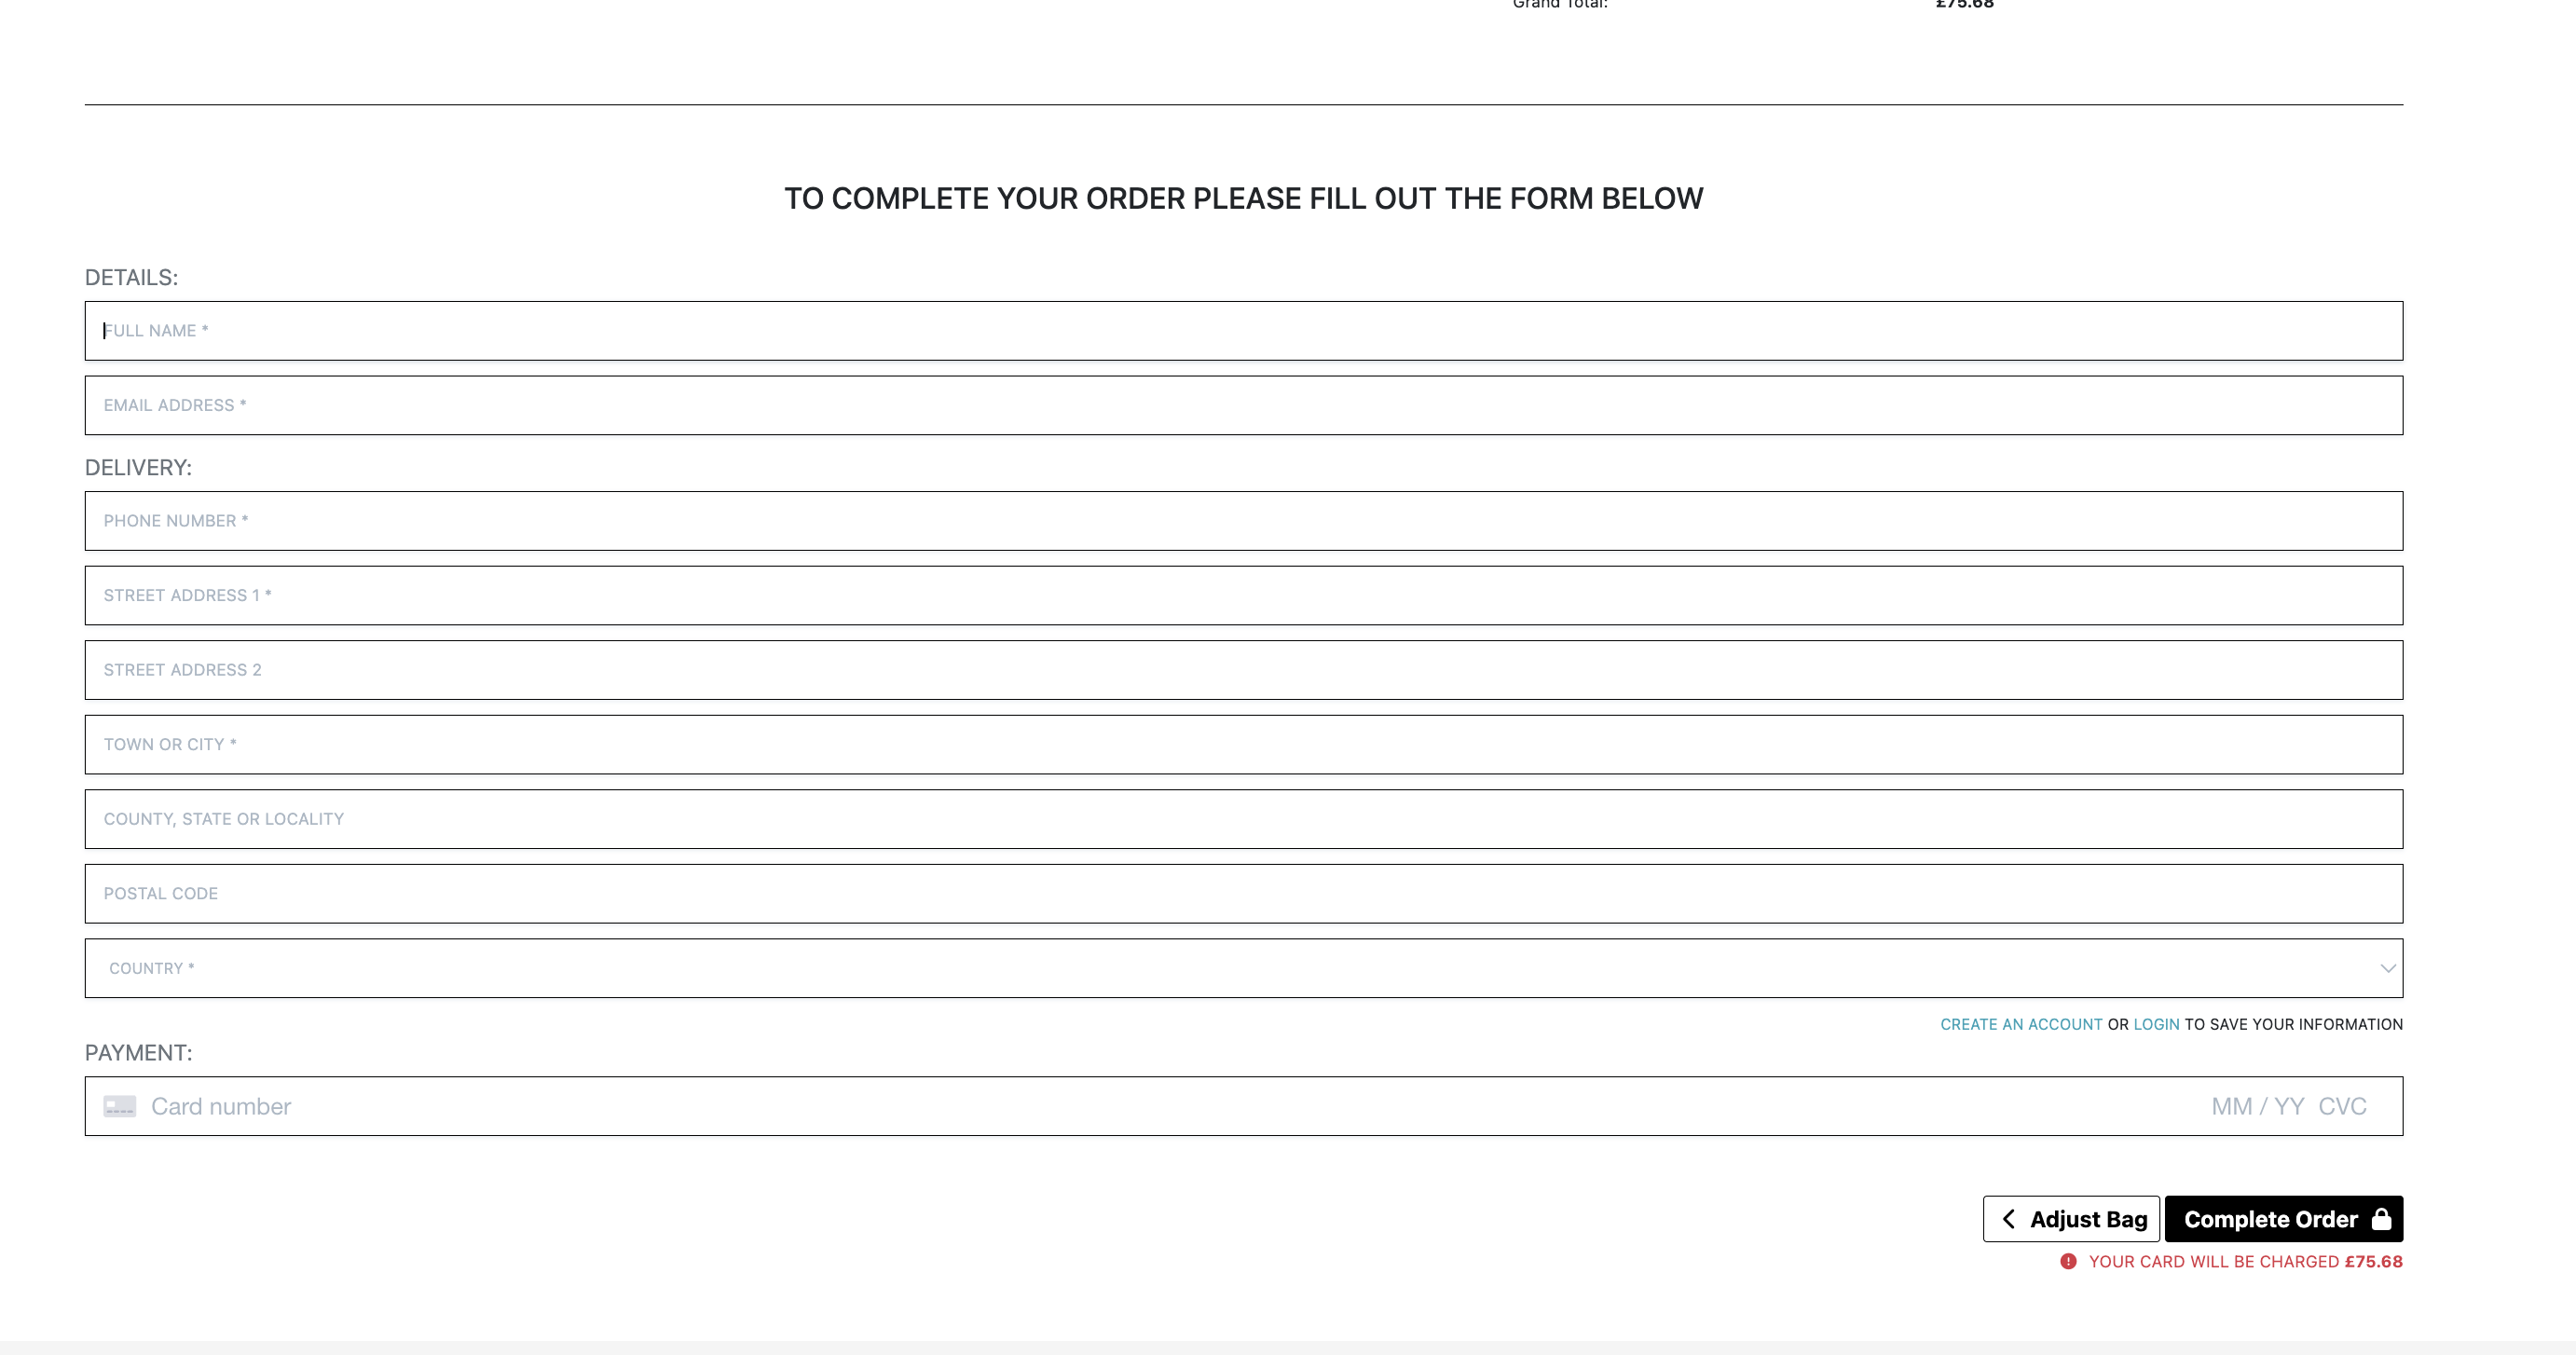 Grand Total: £75.68
TO COMPLETE YOUR ORDER PLEASE FILL OUT THE FORM BELOW
DETAILS:
FULL NAME *
EMAIL ADDRESS *
DELIVERY:
PHONE NUMBER *
STREET ADDRESS 1 *
STREET ADDRESS 2
TOWN OR CITY *
COUNTY, STATE OR LOCALITY
POSTAL CODE
COUNTRY *
CREATE AN ACCOUNT OR LOGIN TO SAVE YOUR INFORMATION
PAYMENT:
Card number MM / YY CVC
Adjust Bag Complete Order
YOUR CARD WILL BE CHARGED £75.68